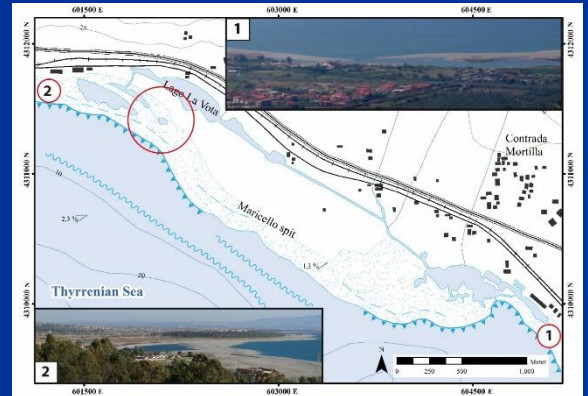 601500 E
603000 E
604500 E
4312000 N
25
1
2
Lago La Vota
Contrada
Mortilla
4311000 N
10
Maricello spit
2,3 %
1,3 %
20
Thyrrenian Sea
4310000 N
1
2
N
Meter
0 250 500 1,000
601500 E
603000 E
604500 E